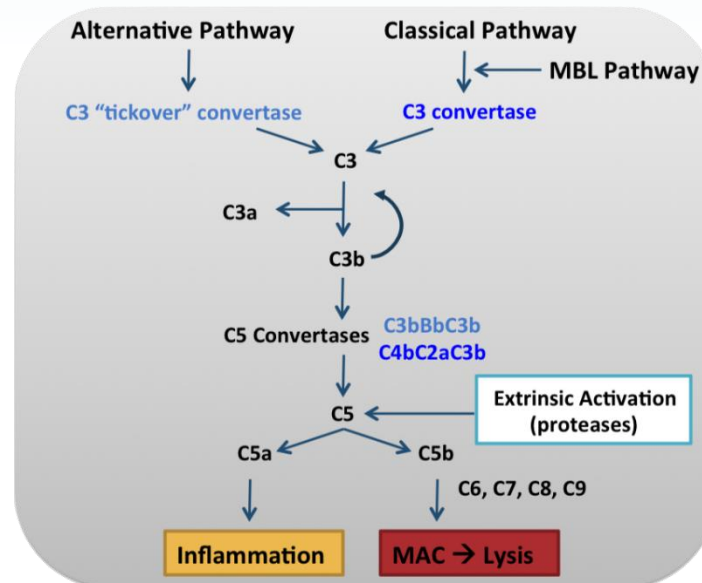 Alternative Pathway
Classical Pathway
MBL Pathway
C3 “tickover” convertase
C3 convertase
C3
C3a
C3b
C5 Convertases
C3bBbC3b
C4bC2aC3b
C5
Extrinsic Activation
(proteases)
C5a
C5b
C6, C7, C8, C9
Inflammation
MAC → Lysis